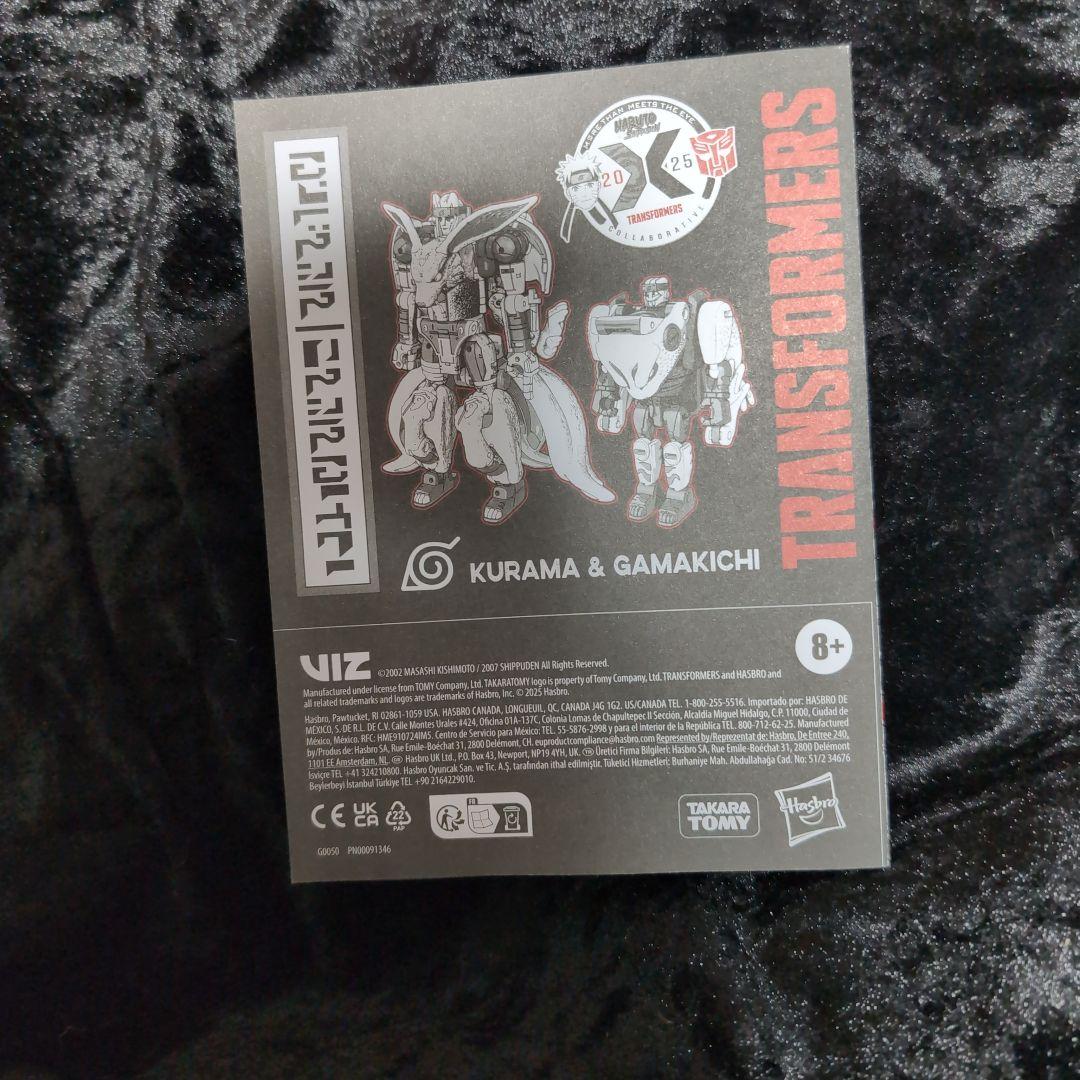 MORE THAN MEETS THE EYE
NARUTO
SHIPPUDEN
20 X '25
TRANSFORMERS
COLLABORATIVE
TRANSFORMERS
KURAMA & GAMAKICHI
8+
VIZ ©2002 MASASHI KISHIMOTO / 2007 SHIPPUDEN All Rights Reserved.
Manufactured under license from TOMY Company, Ltd. TAKARATOMY logo is property of Tomy Company, Ltd. TRANSFORMERS and HASBRO and
all related trademarks and logos are trademarks of Hasbro, Inc. © 2025 Hasbro.
Hasbro, Pawtucket, RI 02861-1059 USA. HASBRO CANADA, LONGUEUIL, QC, CANADA J4G 1G2. US/CANADA TEL. 1-800-255-5516. Importado por: HASBRO DE
MÉXICO, S. DE R.L. DE C.V. Calle Montes Urales #424, Oficina 01A-137C, Colonia Lomas de Chapultepec II Sección, Alcaldía Miguel Hidalgo, C.P. 11000, Ciudad de
México, México. RFC: HME910724IM5. Centro de Servicio para México: TEL. 55-5876-2998 y para el interior de la República TEL. 800-712-62-25. Manufactured
by/Produs de: Hasbro SA, Rue Emile-Boéchat 31, 2800 Delémont, CH. euproductcompliance@hasbro.com Represented by/Reprezentat de: Hasbro, De Entree 240,
1101 EE Amsterdam, NL. GB Hasbro UK Ltd., P.O. Box 43, Newport, NP19 4YH, UK. TR Üretici Firma Bilgileri: Hasbro SA, Rue Emile-Boéchat 31, 2800 Delémont
İsviçre TEL +41 324210800. Hasbro Oyuncak San. ve Tic. A.Ş. tarafından ithal edilmiştir. Tüketici Hizmetleri: Burhaniye Mah. Abdullahağa Cad. No: 51/2 34676
Beylerbeyi İstanbul Türkiye TEL +90 2164229010.
CE UK CA 22 PAP FR
TAKARA TOMY
Hasbro
G0050 PN00091346